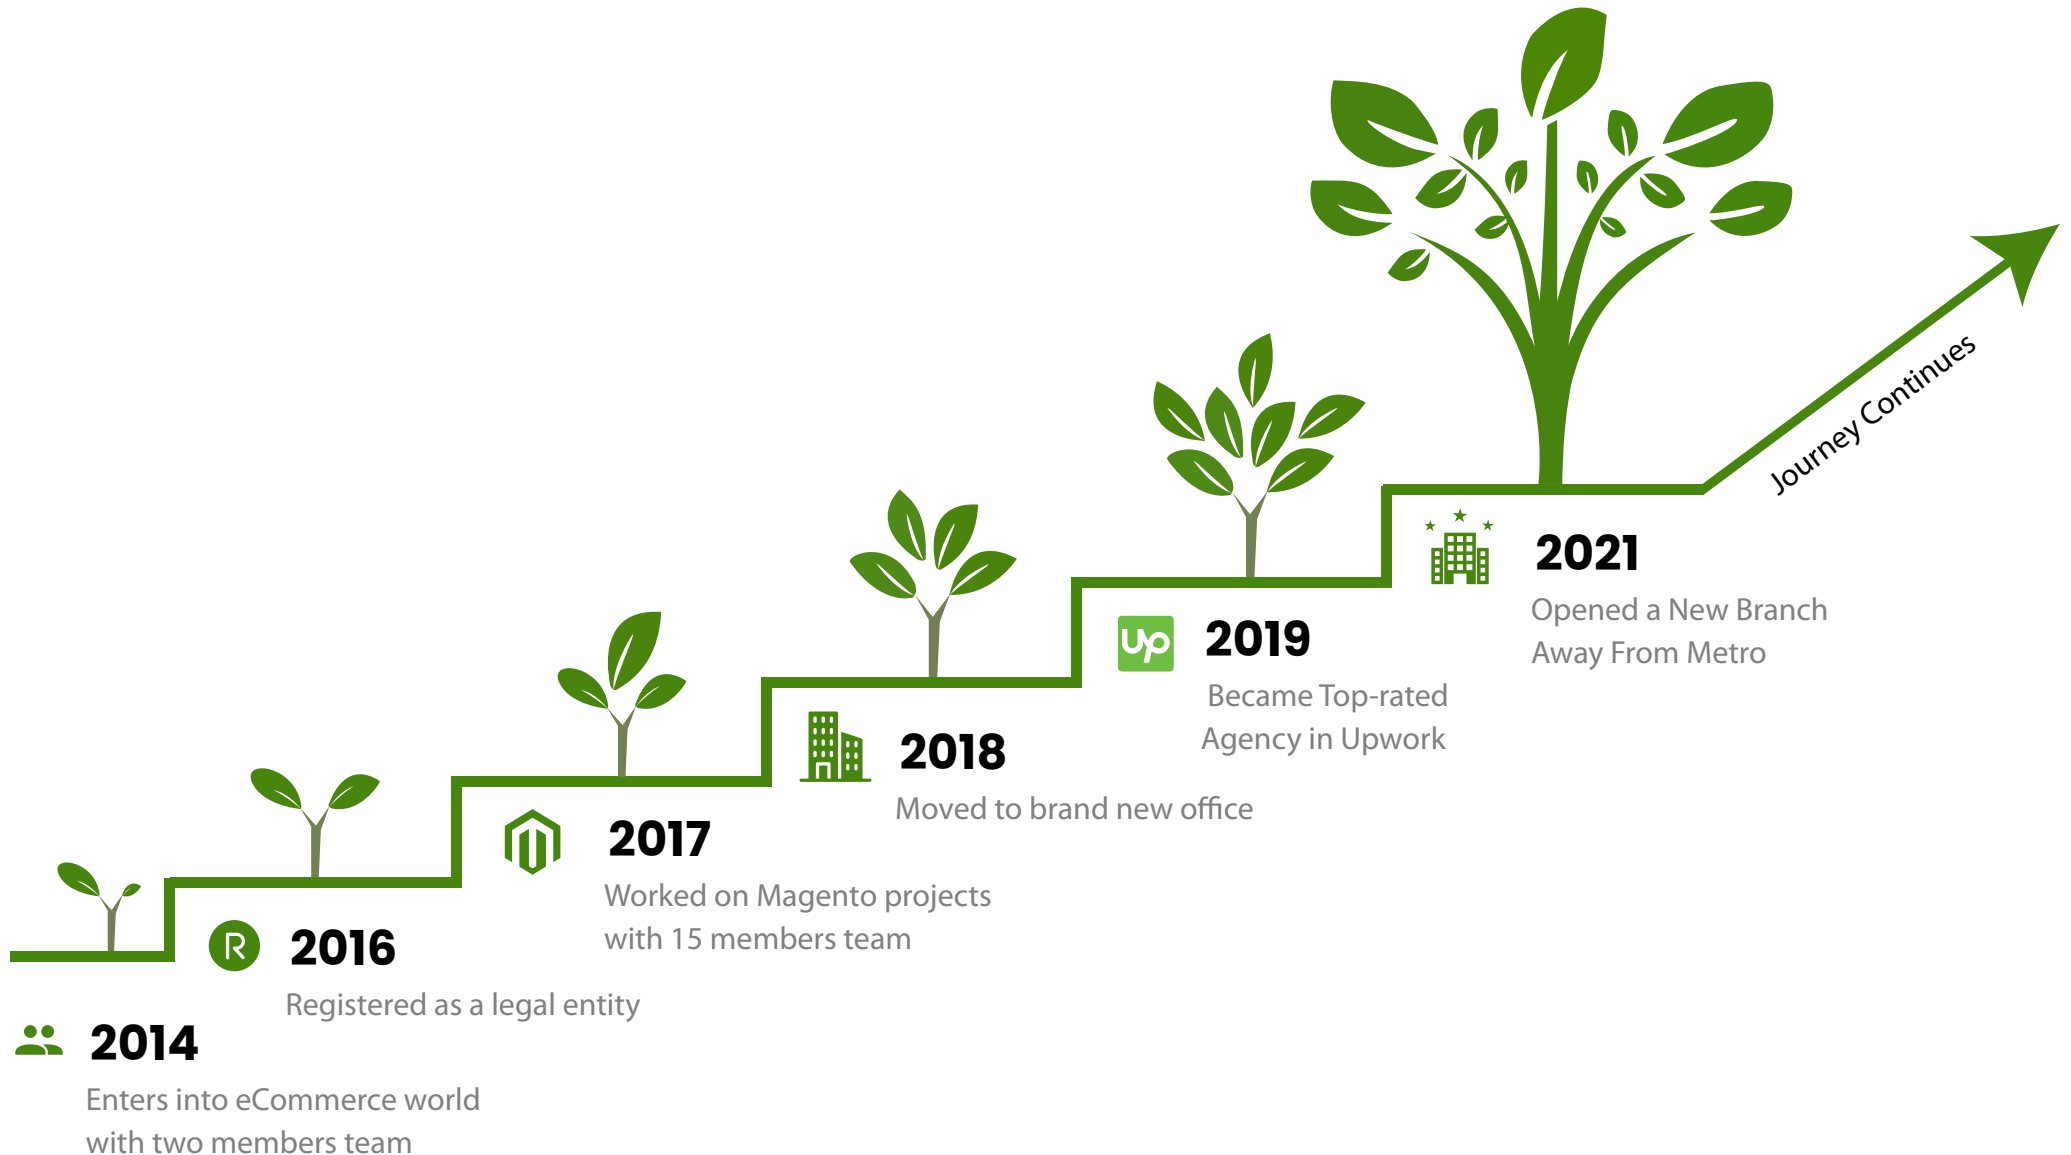 2014
Enters into eCommerce world
with two members team
R
2016
Registered as a legal entity
2017
Worked on Magento projects
with 15 members team
2018
Moved to brand new office
up
2019
Became Top-rated
Agency in Upwork
2021
Opened a New Branch
Away From Metro
Journey Continues